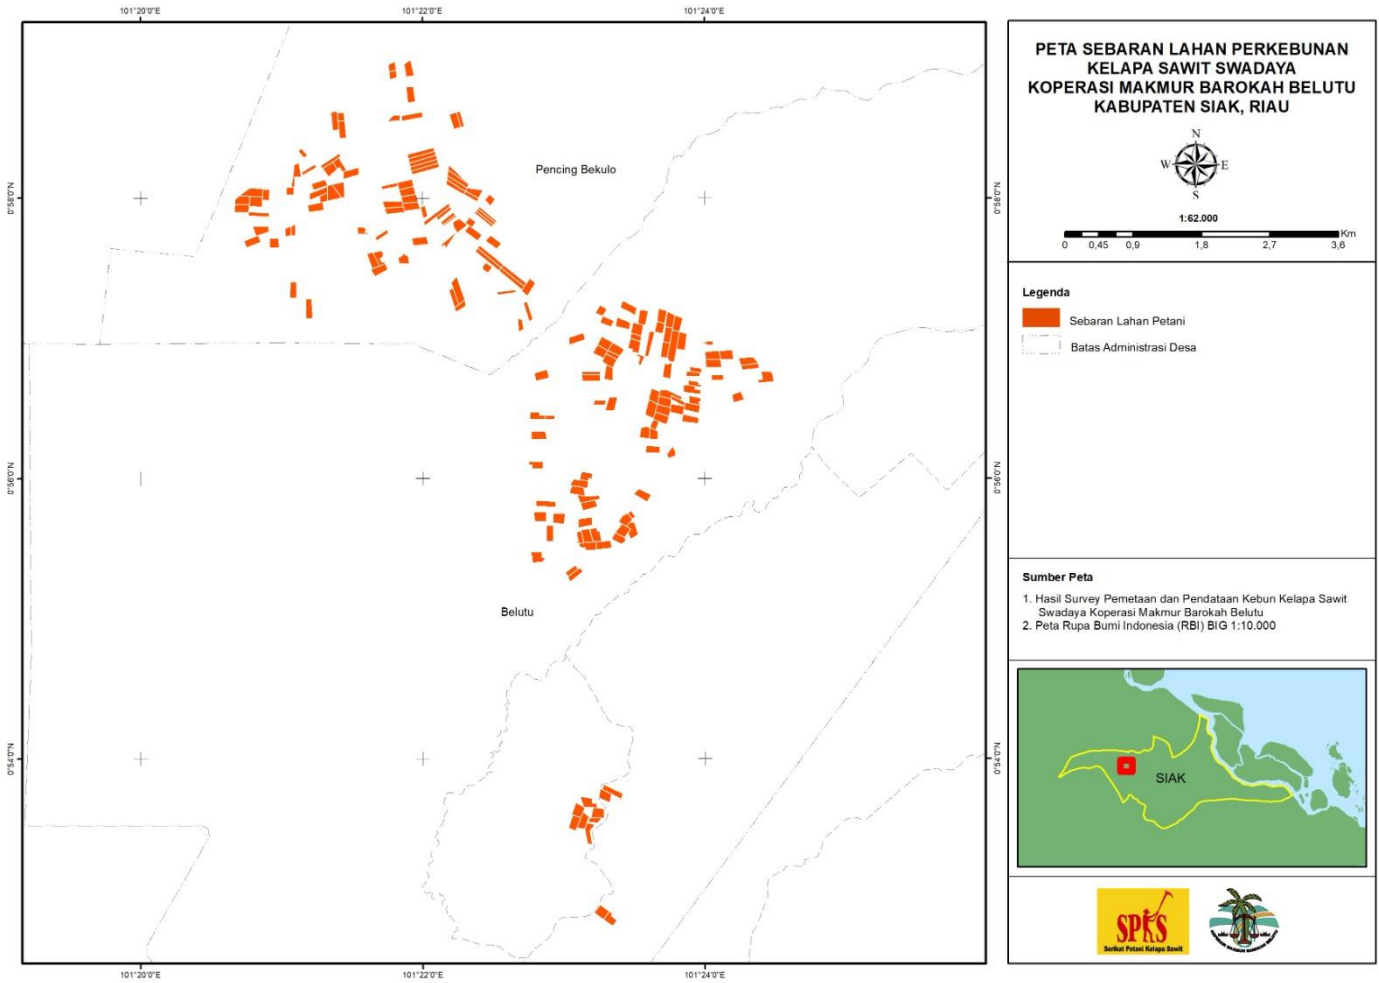 101°20'0"E
101°22'0"E
101°24'0"E
0°58'0"N
0°58'0"N
0°56'0"N
0°56'0"N
0°54'0"N
0°54'0"N
Pencing Bekulo
Belutu
101°20'0"E
101°22'0"E
101°24'0"E
PETA SEBARAN LAHAN PERKEBUNAN
KELAPA SAWIT SWADAYA
KOPERASI MAKMUR BAROKAH BELUTU
KABUPATEN SIAK, RIAU
N
W E
S
1:62.000
Km
0 0,45 0,9 1,8 2,7 3,6
Legenda
Sebaran Lahan Petani
Batas Administrasi Desa
Sumber Peta
1. Hasil Survey Pemetaan dan Pendataan Kebun Kelapa Sawit
Swadaya Koperasi Makmur Barokah Belutu
2. Peta Rupa Bumi Indonesia (RBI) BIG 1:10.000
SIAK
SPKS
Serikat Petani Kelapa Sawit
KOPERASI MAKMUR BAROKAH BELUTU